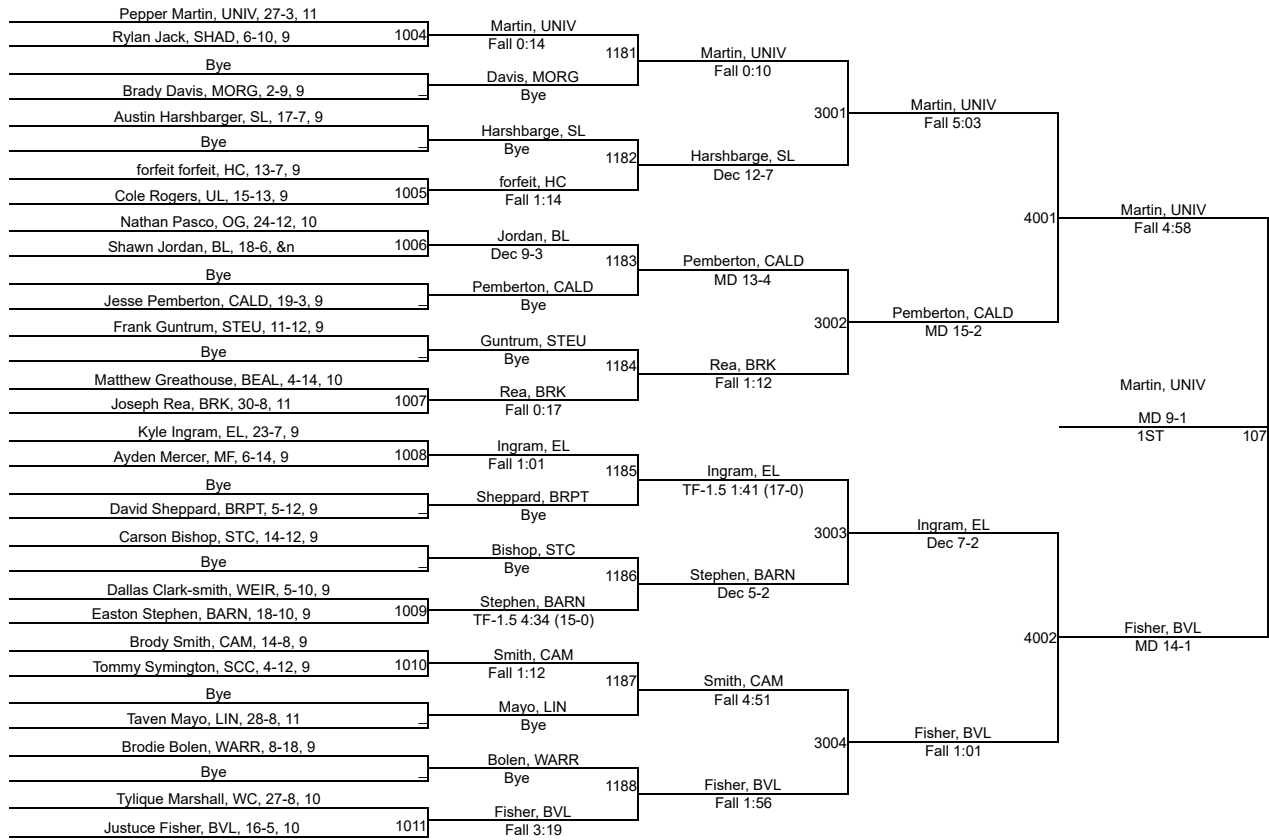 Pepper Martin, UNIV, 27-3, 11
Rylan Jack, SHAD, 6-10, 9
1004
Bye
Brady Davis, MORG, 2-9, 9
_
Austin Harshbarger, SL, 17-7, 9
Bye
_
forfeit forfeit, HC, 13-7, 9
Cole Rogers, UL, 15-13, 9
1005
Nathan Pasco, OG, 24-12, 10
Shawn Jordan, BL, 18-6, &n
1006
Bye
Jesse Pemberton, CALD, 19-3, 9
_
Frank Guntrum, STEU, 11-12, 9
Bye
_
Matthew Greathouse, BEAL, 4-14, 10
Joseph Rea, BRK, 30-8, 11
1007
Kyle Ingram, EL, 23-7, 9
Ayden Mercer, MF, 6-14, 9
1008
Bye
David Sheppard, BRPT, 5-12, 9
_
Carson Bishop, STC, 14-12, 9
Bye
_
Dallas Clark-smith, WEIR, 5-10, 9
Easton Stephen, BARN, 18-10, 9
1009
Brody Smith, CAM, 14-8, 9
Tommy Symington, SCC, 4-12, 9
1010
Bye
Taven Mayo, LIN, 28-8, 11
_
Brodie Bolen, WARR, 8-18, 9
Bye
_
Tylique Marshall, WC, 27-8, 10
Justuce Fisher, BVL, 16-5, 10
1011
Martin, UNIV
Fall 0:14
1181
Davis, MORG
Bye
Harshbarge, SL
Bye
1182
forfeit, HC
Fall 1:14
Jordan, BL
Dec 9-3
1183
Pemberton, CALD
Bye
Guntrum, STEU
Bye
1184
Rea, BRK
Fall 0:17
Ingram, EL
Fall 1:01
1185
Sheppard, BRPT
Bye
Bishop, STC
Bye
1186
Stephen, BARN
TF-1.5 4:34 (15-0)
Smith, CAM
Fall 1:12
1187
Mayo, LIN
Bye
Bolen, WARR
Bye
1188
Fisher, BVL
Fall 3:19
Martin, UNIV
Fall 0:10
3001
Harshbarge, SL
Dec 12-7
Pemberton, CALD
MD 13-4
3002
Rea, BRK
Fall 1:12
Ingram, EL
TF-1.5 1:41 (17-0)
3003
Stephen, BARN
Dec 5-2
Smith, CAM
Fall 4:51
3004
Fisher, BVL
Fall 1:56
Martin, UNIV
Fall 5:03
4001
Pemberton, CALD
MD 15-2
Ingram, EL
Dec 7-2
4002
Fisher, BVL
Fall 1:01
Martin, UNIV
Fall 4:58
Martin, UNIV
MD 9-1
1ST
107
Fisher, BVL
MD 14-1